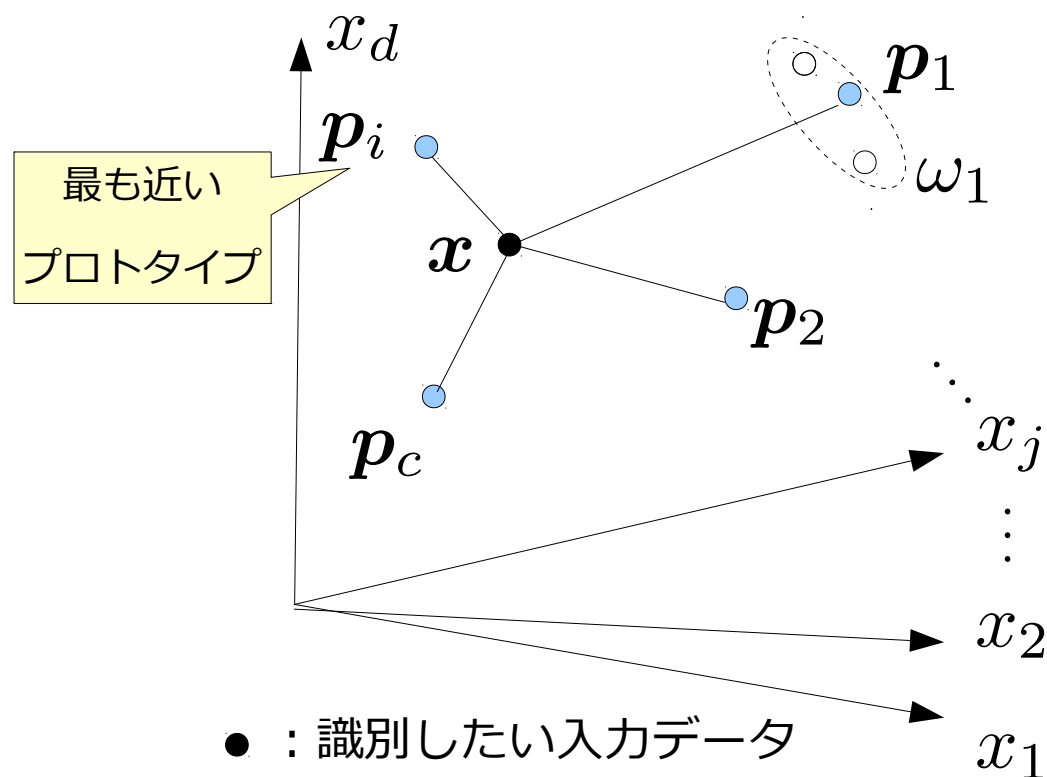 x_d
p_1
p_i
最も近い
プロトタイプ
ω_1
x
p_2
⋱
p_c
x_j
⋮
x_2
x_1
● : 識別したい入力データ